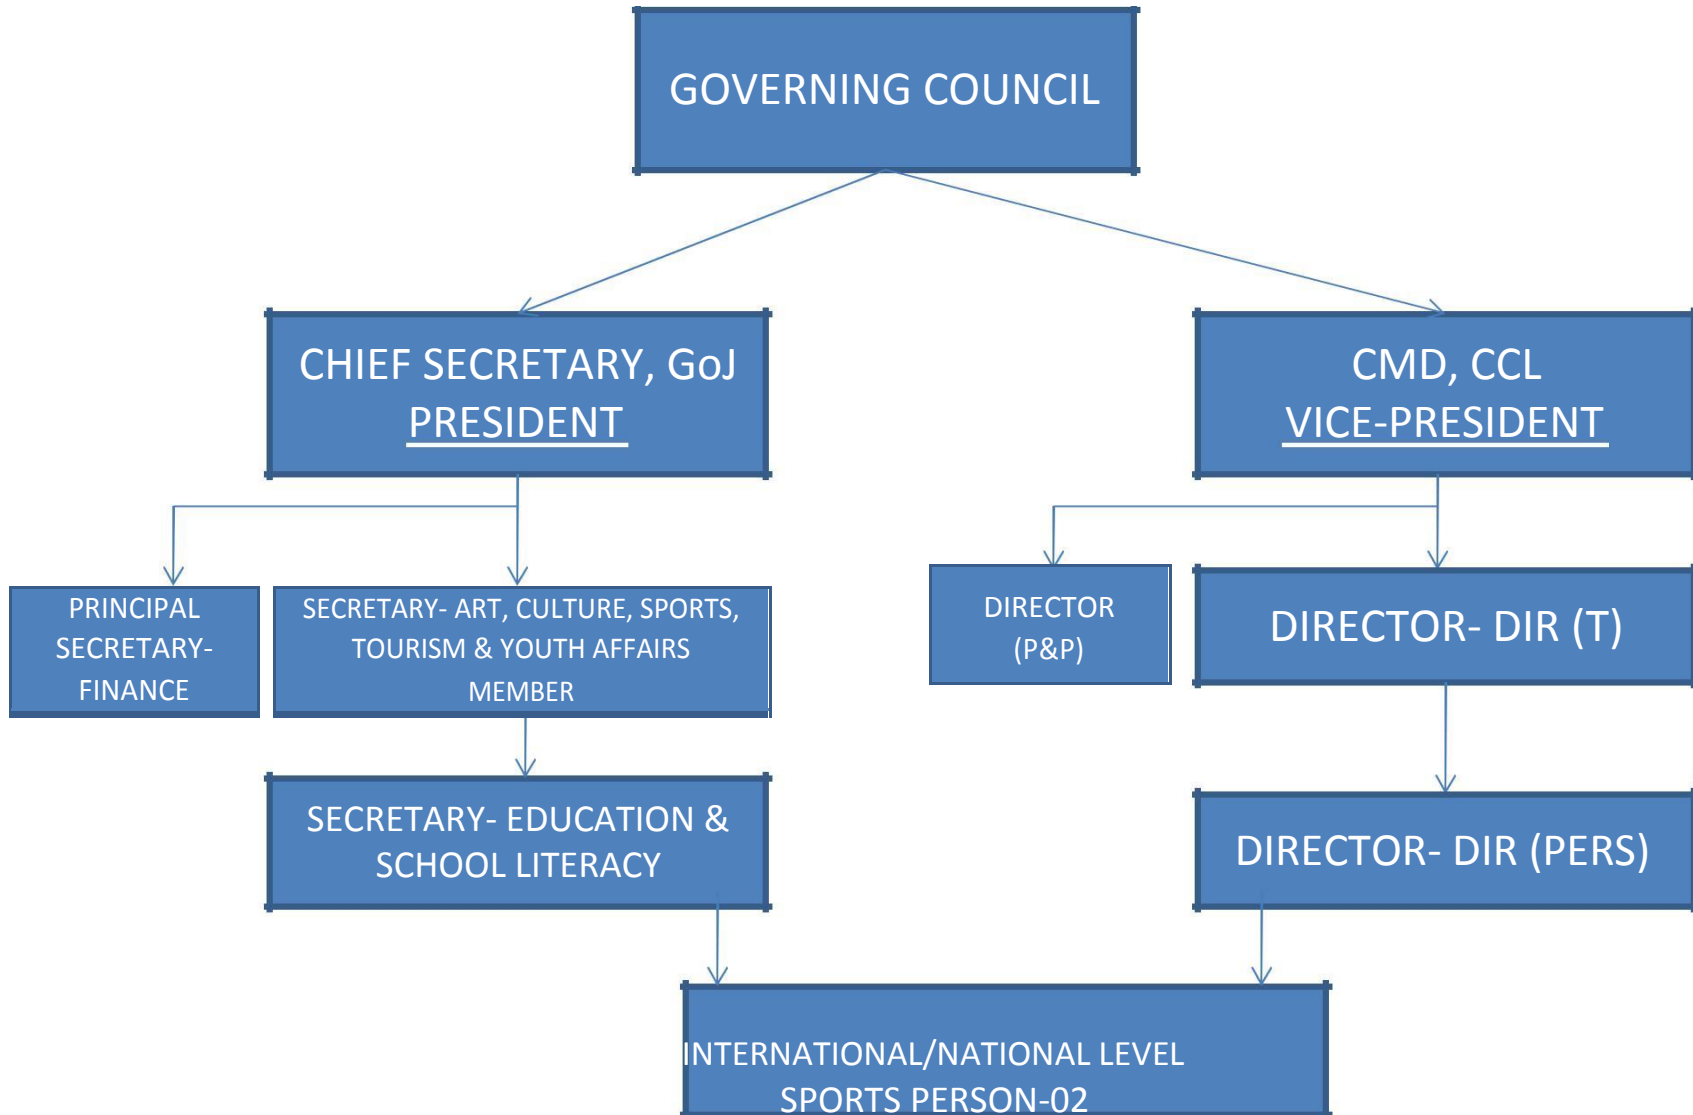 GOVERNING COUNCIL
CHIEF SECRETARY, GoJ
PRESIDENT
CMD, CCL
VICE-PRESIDENT
PRINCIPAL
SECRETARY-
FINANCE
SECRETARY- ART, CULTURE, SPORTS,
TOURISM & YOUTH AFFAIRS
MEMBER
DIRECTOR
(P&P)
DIRECTOR- DIR (T)
SECRETARY- EDUCATION &
SCHOOL LITERACY
DIRECTOR- DIR (PERS)
INTERNATIONAL/NATIONAL LEVEL
SPORTS PERSON-02